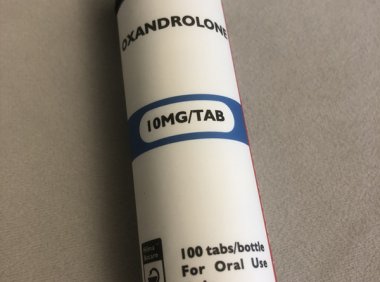 OXANDROLONE
10MG/TAB
100 tabs/bottle
For Oral Use